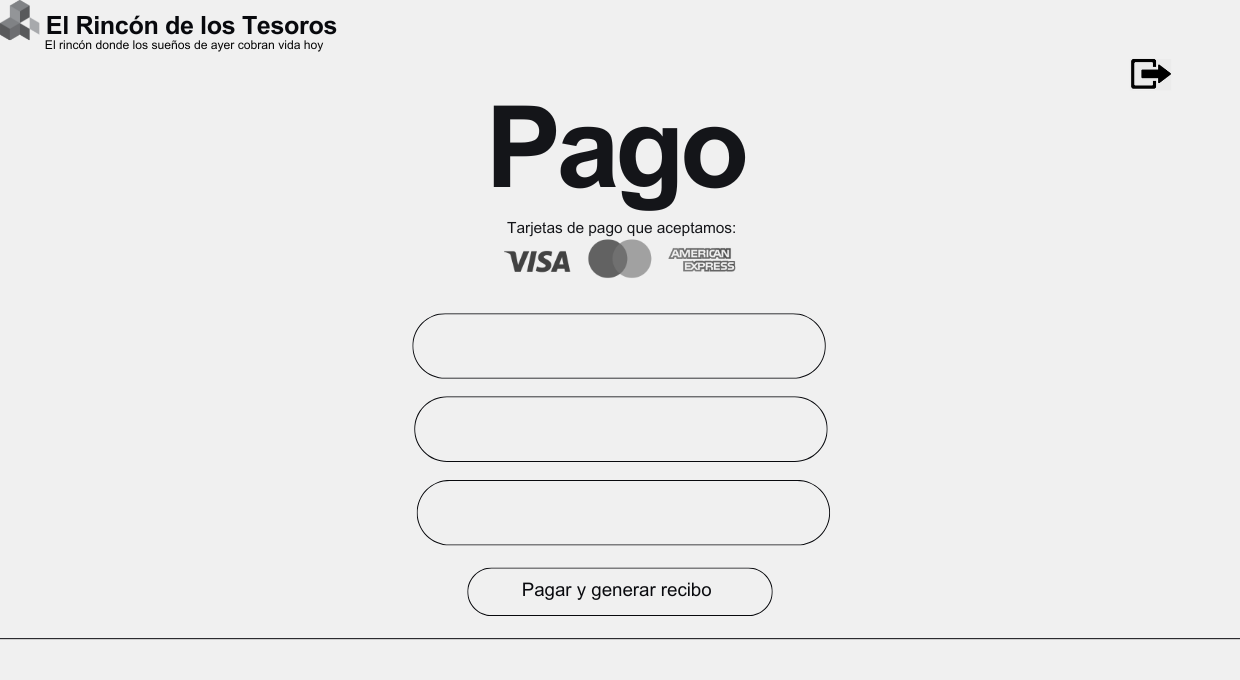 El Rincón de los Tesoros
El rincón donde los sueños de ayer cobran vida hoy
Pago
Tarjetas de pago que aceptamos:
VISA
AMERICAN
EXPRESS
Pagar y generar recibo